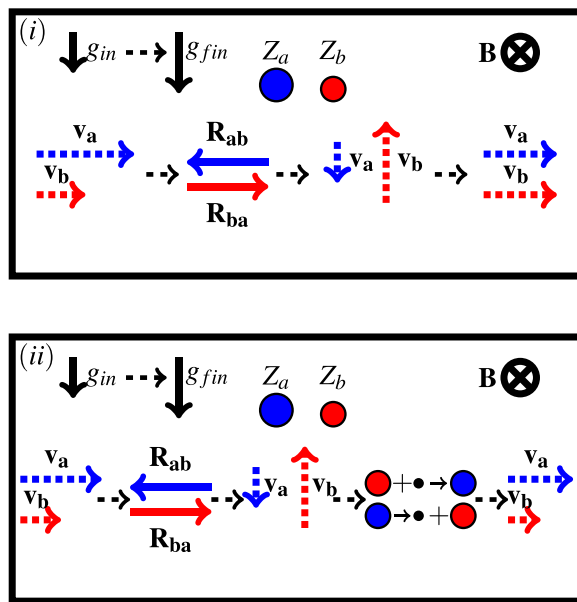 (i)
g_in g_fin Z_a Z_b B
v_a R_ab v_a
v_b v_a v_b v_b
R_ba
(ii)
g_in g_fin Z_a Z_b B
v_a R_ab v_a
v_b v_a v_b + → v_b
R_ba → +